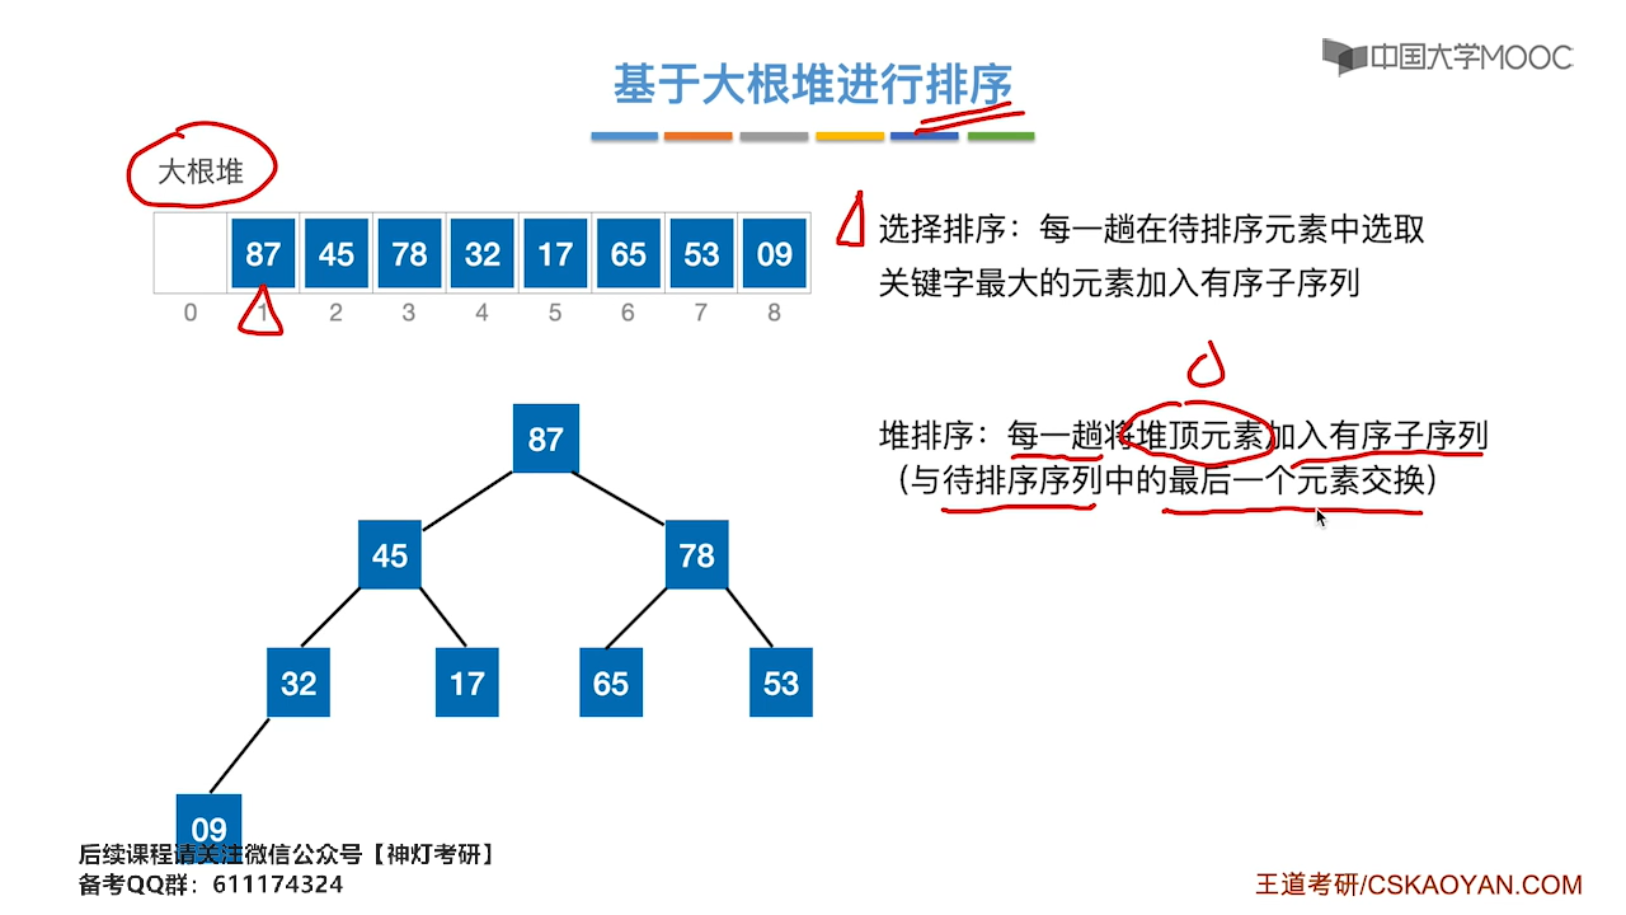 中国大学MOOC
基于大根堆进行排序
大根堆
87 45 78 32 17 65 53 09
0 1 2 3 4 5 6 7 8
选择排序：每一趟在待排序元素中选取
关键字最大的元素加入有序子序列
堆排序：每一趟将堆顶元素加入有序子序列
（与待排序序列中的最后一个元素交换）
87
45 78
32 17 65 53
09
后续课程请关注微信公众号【神灯考研】
备考QQ群：611174324
王道考研/CSKAOYAN.COM